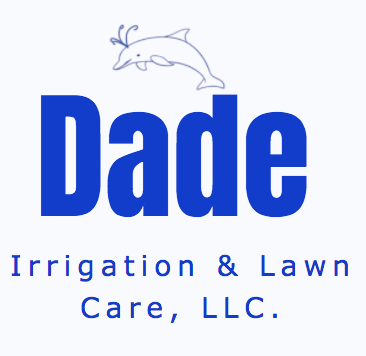 Dade
Irrigation & Lawn
Care, LLC.